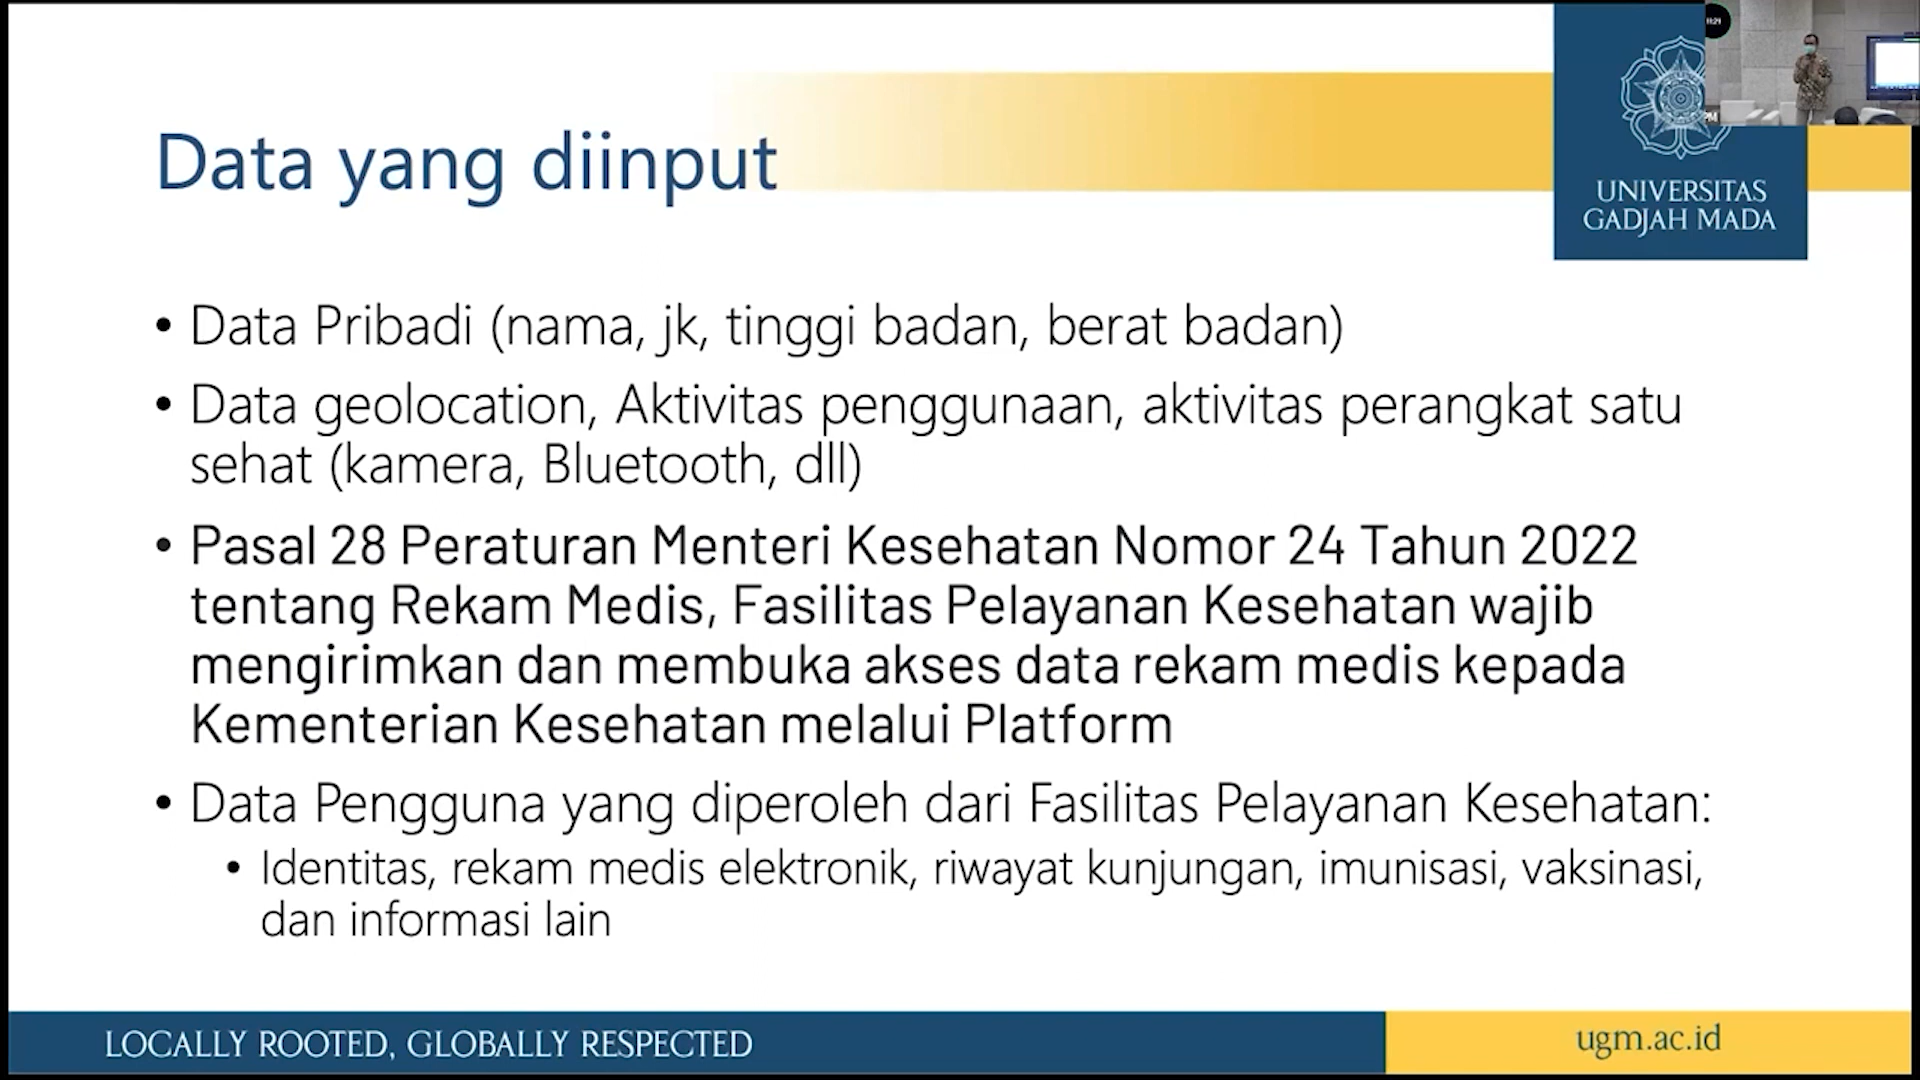 11:21
PM
UNIVERSITAS
GADJAH MADA
Data yang diinput
• Data Pribadi (nama, jk, tinggi badan, berat badan)
• Data geolocation, Aktivitas penggunaan, aktivitas perangkat satu
sehat (kamera, Bluetooth, dll)
• Pasal 28 Peraturan Menteri Kesehatan Nomor 24 Tahun 2022
tentang Rekam Medis, Fasilitas Pelayanan Kesehatan wajib
mengirimkan dan membuka akses data rekam medis kepada
Kementerian Kesehatan melalui Platform
• Data Pengguna yang diperoleh dari Fasilitas Pelayanan Kesehatan:
• Identitas, rekam medis elektronik, riwayat kunjungan, imunisasi, vaksinasi,
dan informasi lain
LOCALLY ROOTED, GLOBALLY RESPECTED
ugm.ac.id